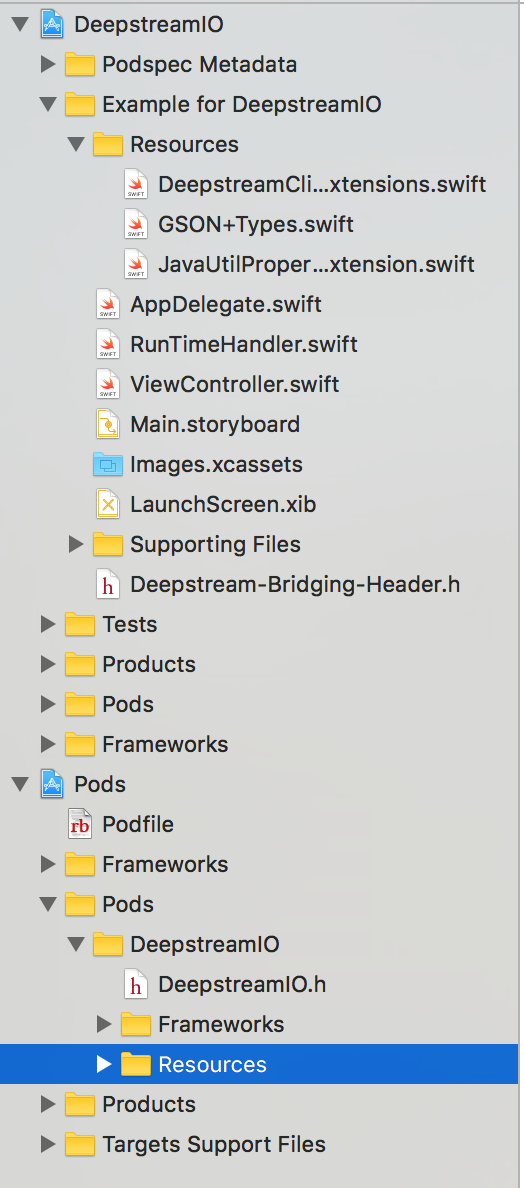 DeepstreamIO
Podspec Metadata
Example for DeepstreamIO
Resources
DeepstreamCli...xtensions.swift
GSON+Types.swift
JavaUtilProper...xtension.swift
AppDelegate.swift
RunTimeHandler.swift
ViewController.swift
Main.storyboard
Images.xcassets
LaunchScreen.xib
Supporting Files
Deepstream-Bridging-Header.h
Tests
Products
Pods
Frameworks
Pods
Podfile
Frameworks
Pods
DeepstreamIO
DeepstreamIO.h
Frameworks
Resources
Products
Targets Support Files